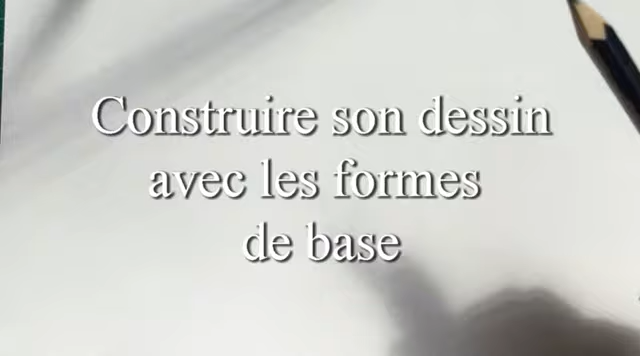 Construire son dessin
avec les formes
de base